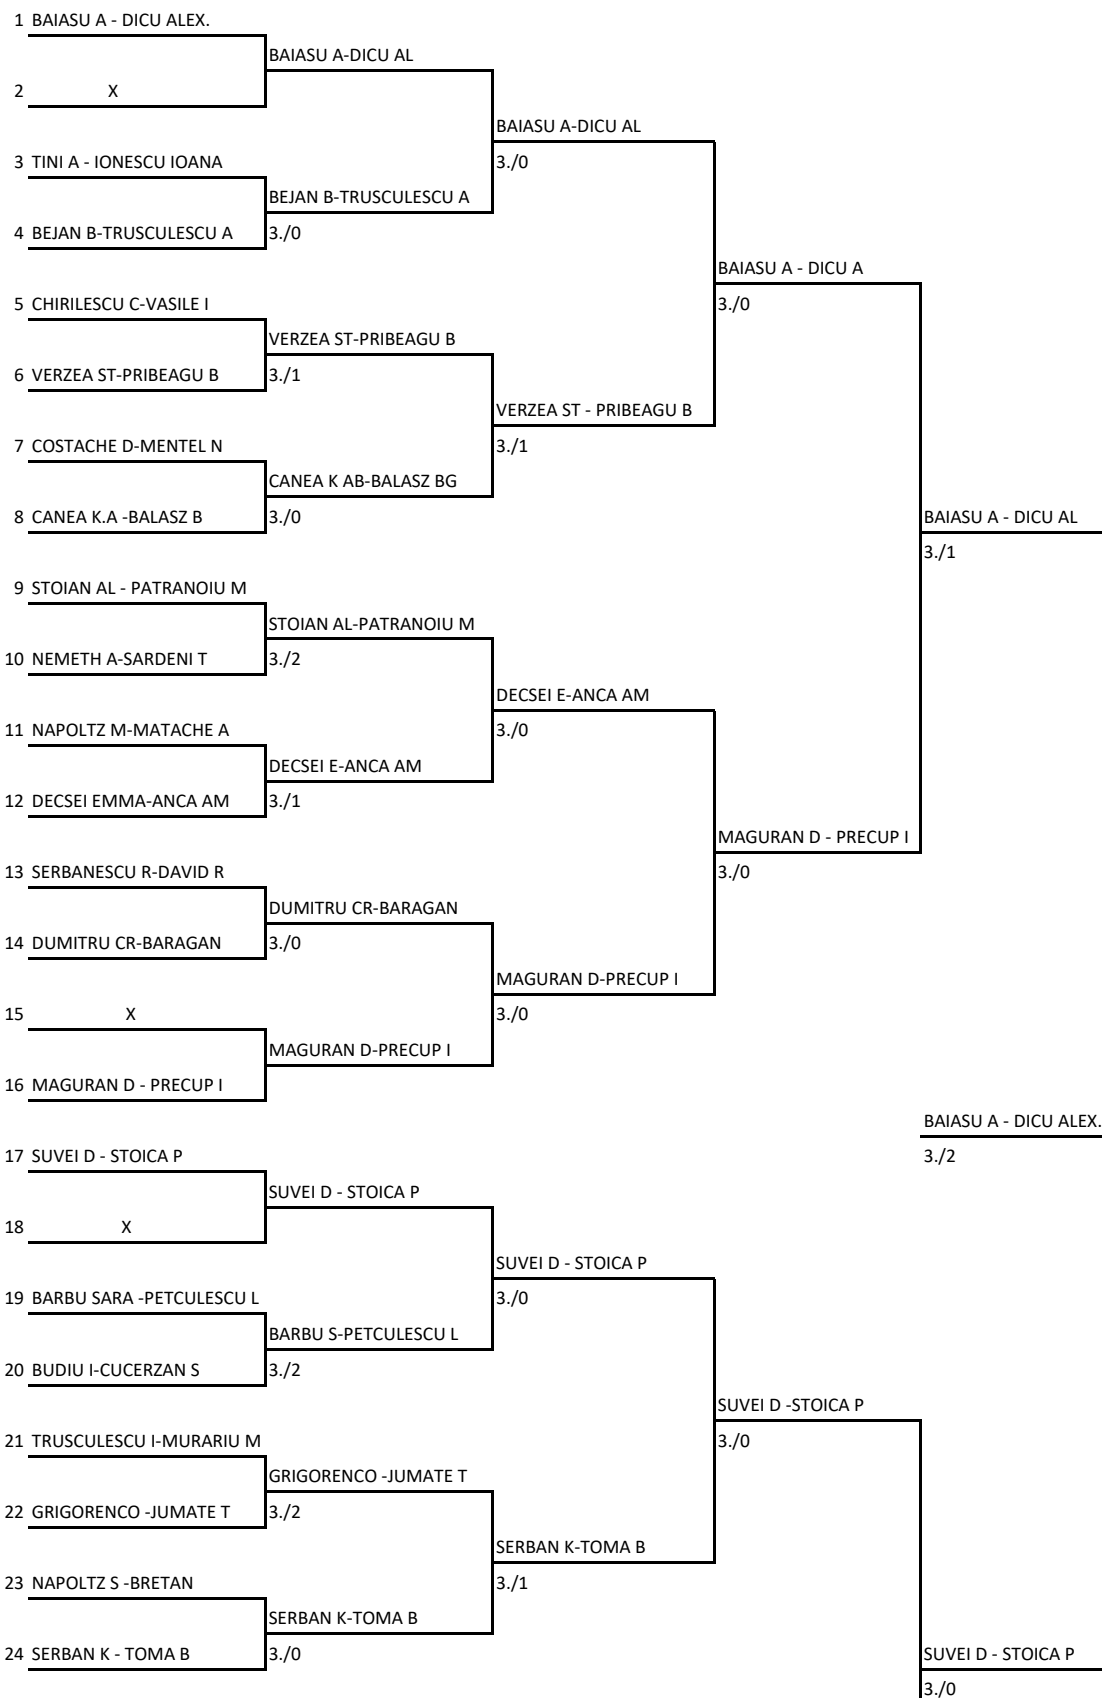 1 BAIASU A - DICU ALEX.
BAIASU A-DICU AL
2 X
BAIASU A-DICU AL
3 TINI A - IONESCU IOANA
3./0
BEJAN B-TRUSCULESCU A
4 BEJAN B-TRUSCULESCU A
3./0
BAIASU A - DICU A
5 CHIRILESCU C-VASILE I
3./0
VERZEA ST-PRIBEAGU B
6 VERZEA ST-PRIBEAGU B
3./1
VERZEA ST - PRIBEAGU B
7 COSTACHE D-MENTEL N
3./1
CANEA K AB-BALASZ BG
8 CANEA K.A -BALASZ B
3./0
BAIASU A - DICU AL
3./1
9 STOIAN AL - PATRANOIU M
STOIAN AL-PATRANOIU M
10 NEMETH A-SARDENI T
3./2
DECSEI E-ANCA AM
11 NAPOLTZ M-MATACHE A
3./0
DECSEI E-ANCA AM
12 DECSEI EMMA-ANCA AM
3./1
MAGURAN D - PRECUP I
13 SERBANESCU R-DAVID R
3./0
DUMITRU CR-BARAGAN
14 DUMITRU CR-BARAGAN
3./0
MAGURAN D-PRECUP I
15 X
3./0
MAGURAN D-PRECUP I
16 MAGURAN D - PRECUP I
BAIASU A - DICU ALEX.
17 SUVEI D - STOICA P
3./2
SUVEI D - STOICA P
18 X
SUVEI D - STOICA P
19 BARBU SARA -PETCULESCU L
3./0
BARBU S-PETCULESCU L
20 BUDIU I-CUCERZAN S
3./2
SUVEI D -STOICA P
21 TRUSCULESCU I-MURARIU M
3./0
GRIGORENCO -JUMATE T
22 GRIGORENCO -JUMATE T
3./2
SERBAN K-TOMA B
23 NAPOLTZ S -BRETAN
3./1
SERBAN K-TOMA B
24 SERBAN K - TOMA B
3./0
SUVEI D - STOICA P
3./0